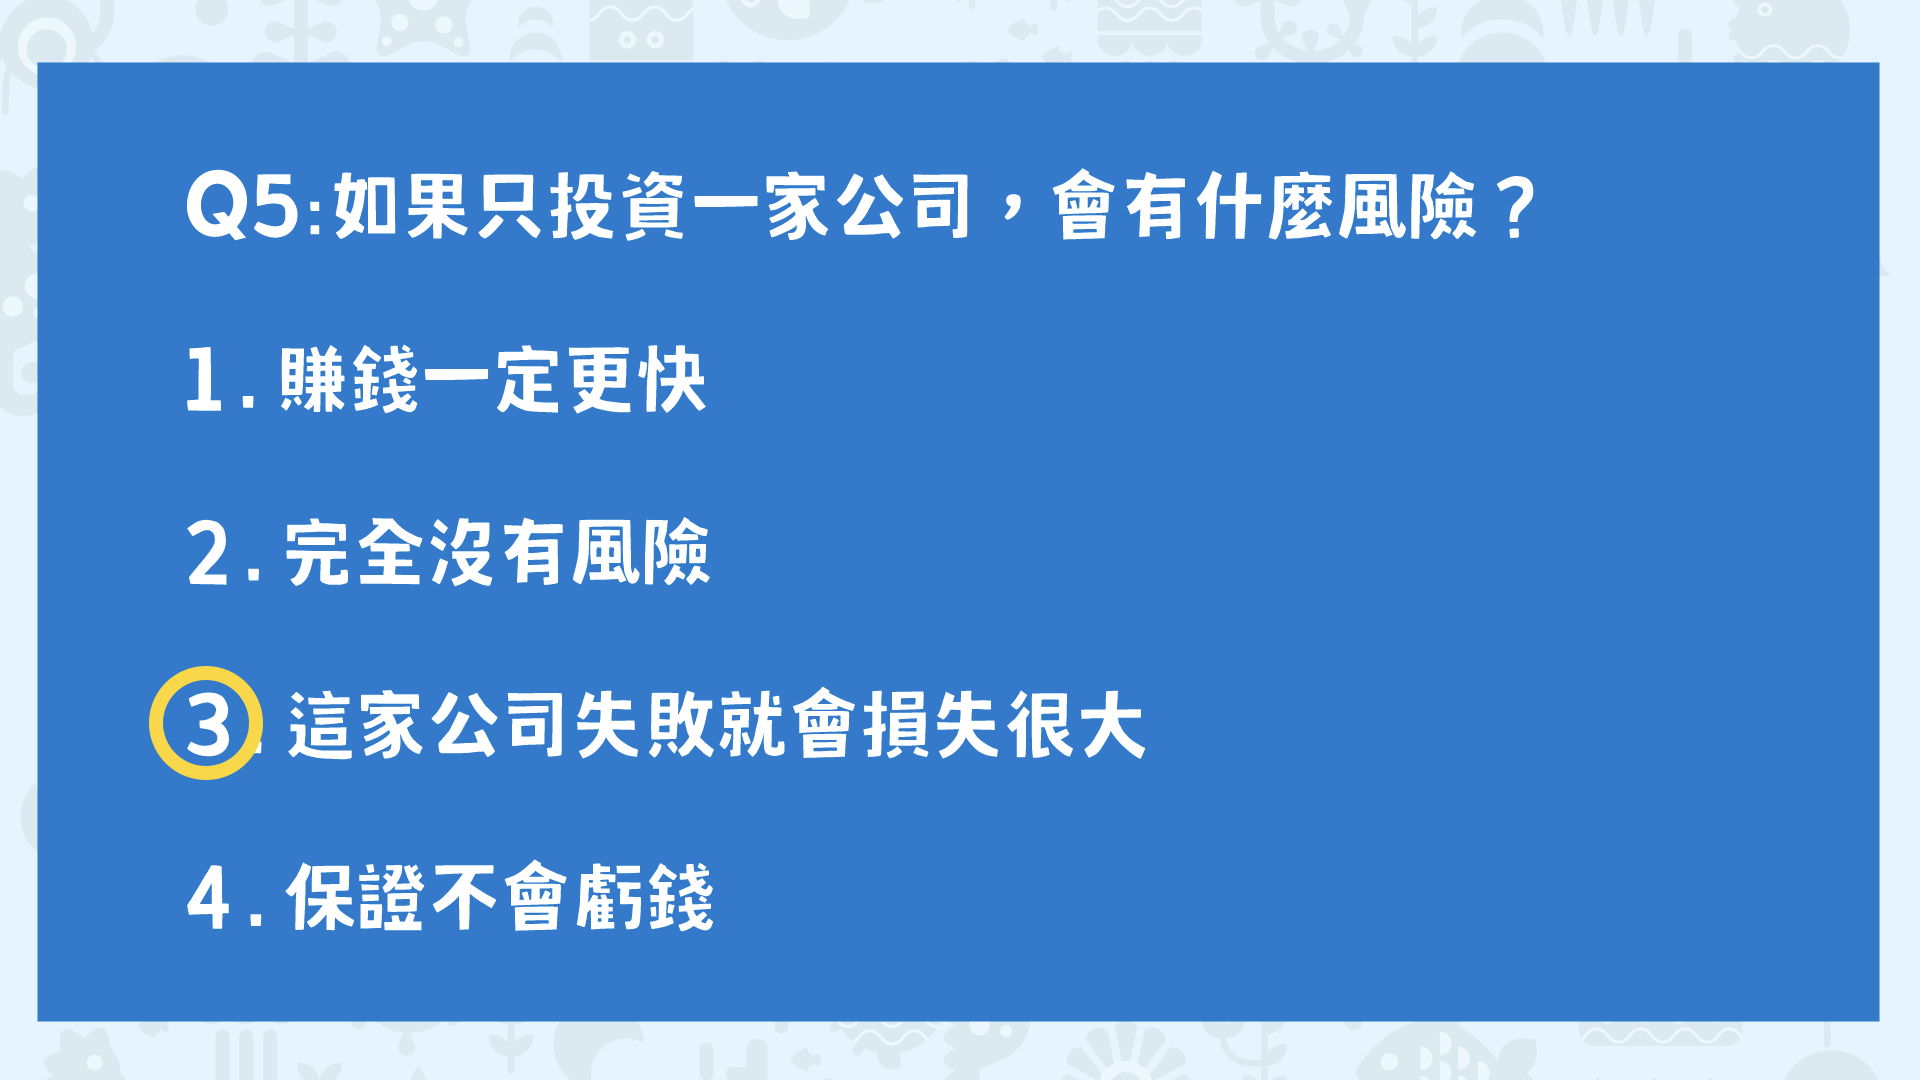 Q5:如果只投資一家公司，會有什麼風險？
1.賺錢一定更快
2.完全沒有風險
3.這家公司失敗就會損失很大
4.保證不會虧錢